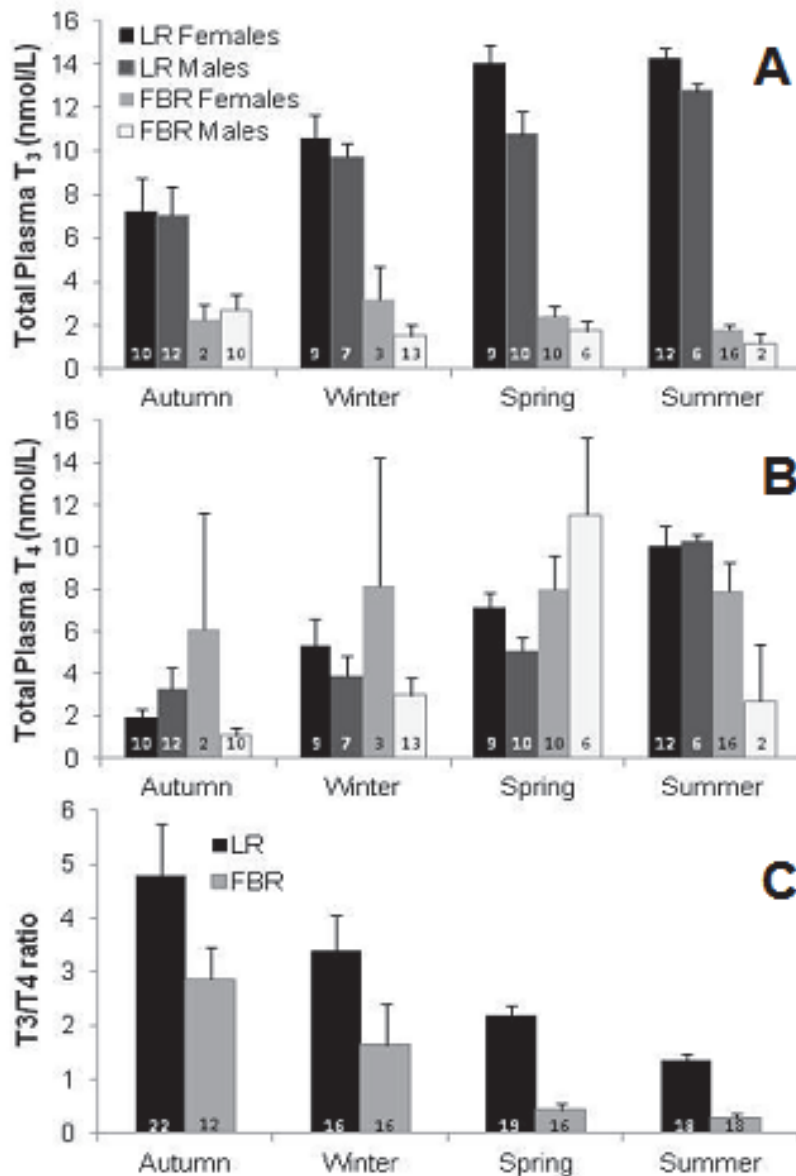 A
Total Plasma T3 (nmol/L)
16
14
12
10
8
6
4
2
0
LR Females
LR Males
FBR Females
FBR Males
10 12 2 10
9 7 3 13
9 10 10 6
12 6 16 2
Autumn Winter Spring Summer
B
Total Plasma T4 (nmol/L)
16
14
12
10
8
6
4
2
0
10 12 2 10
9 7 3 13
9 10 10 6
12 6 16 2
Autumn Winter Spring Summer
C
T3/T4 ratio
6
5
4
3
2
1
0
LR
FBR
22 12
16 16
19 16
18 18
Autumn Winter Spring Summer